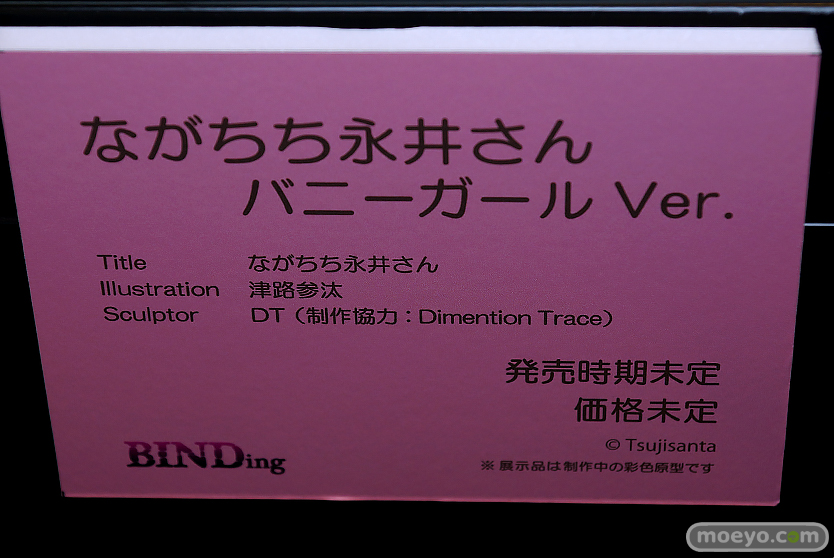 ながちち永井さん
バニーガール Ver.
Title ながちち永井さん
Illustration 津路参汰
Sculptor DT（制作協力：Dimention Trace）
発売時期未定
価格未定
© Tsujisanta
BINDing
※展示品は制作中の彩色原型です
moeyo.com